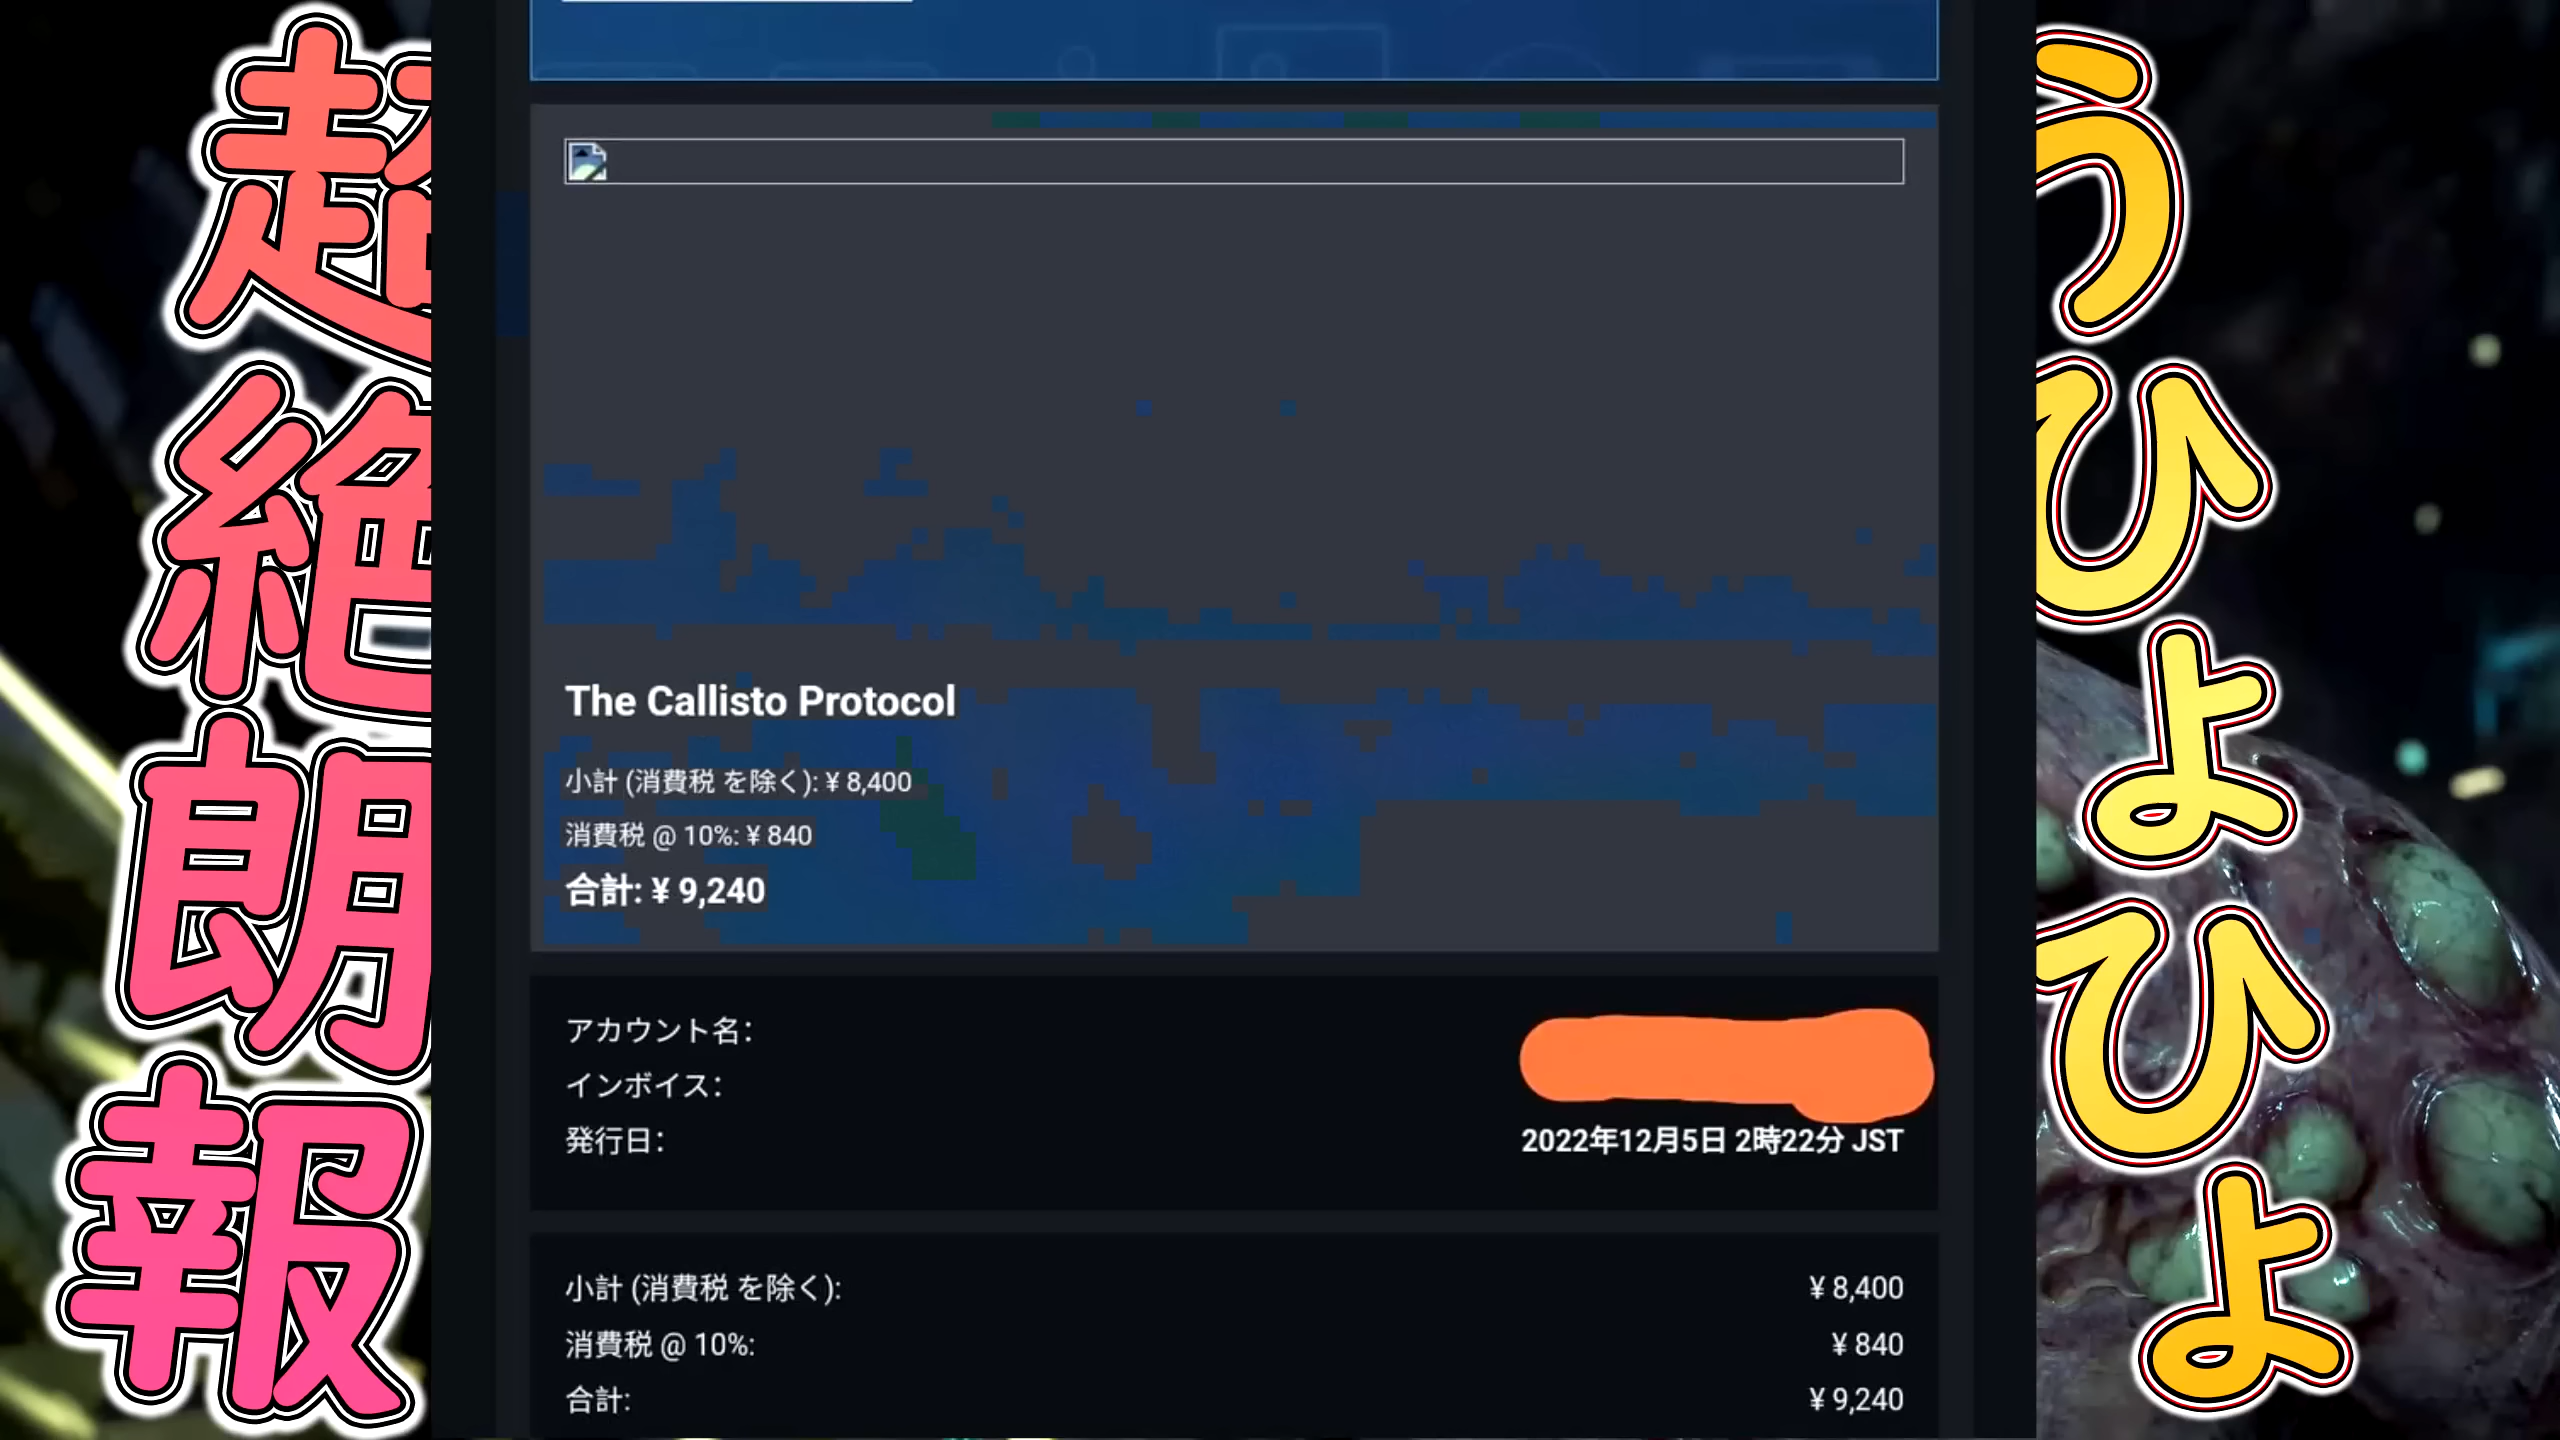 超絶朗報
The Callisto Protocol
小計 (消費税 を除く): ¥ 8,400
消費税 @ 10%: ¥ 840
合計: ¥ 9,240
アカウント名:
インボイス:
発行日: 2022年12月5日 2時22分 JST
小計 (消費税 を除く): ¥ 8,400
消費税 @ 10%: ¥ 840
合計: ¥ 9,240
うひょひょ